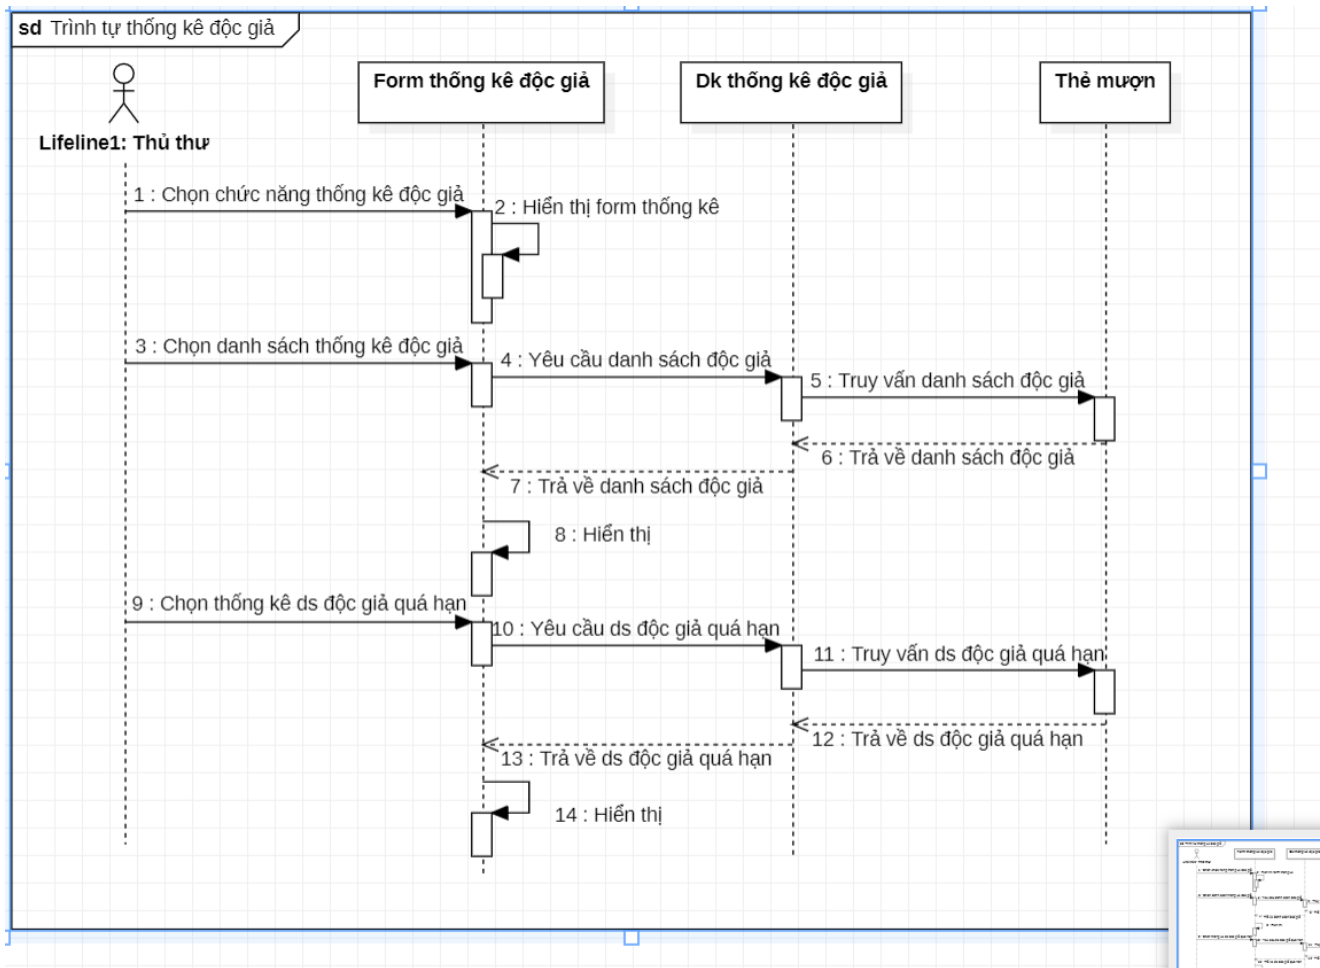 sd Trình tự thống kê độc giả
Form thống kê độc giả
Dk thống kê độc giả
Thẻ mượn
Lifeline1: Thủ thư
1 : Chọn chức năng thống kê độc giả
2 : Hiển thị form thống kê
3 : Chọn danh sách thống kê độc giả
4 : Yêu cầu danh sách độc giả
5 : Truy vấn danh sách độc giả
6 : Trả về danh sách độc giả
7 : Trả về danh sách độc giả
8 : Hiển thị
9 : Chọn thống kê ds độc giả quá hạn
10 : Yêu cầu ds độc giả quá hạn
11 : Truy vấn ds độc giả quá hạn
12 : Trả về ds độc giả quá hạn
13 : Trả về ds độc giả quá hạn
14 : Hiển thị